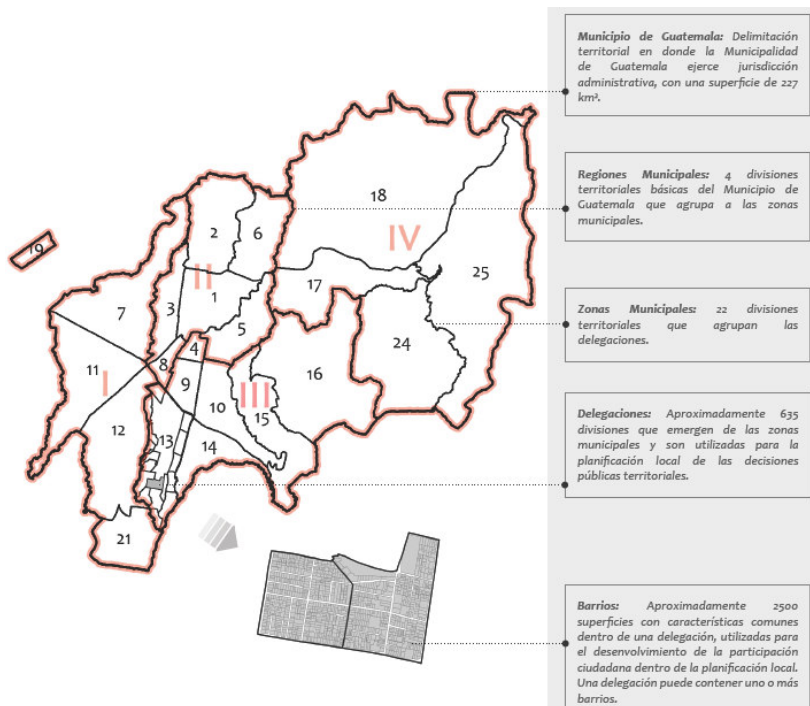 Municipio de Guatemala: Delimitación
territorial en donde la Municipalidad
de Guatemala ejerce jurisdicción
administrativa, con una superficie de 227
km².
Regiones Municipales: 4 divisiones
territoriales básicas del Municipio de
Guatemala que agrupa a las zonas
municipales.
Zonas Municipales: 22 divisiones
territoriales que agrupan las
delegaciones.
Delegaciones: Aproximadamente 635
divisiones que emergen de las zonas
municipales y son utilizadas para la
planificación local de las decisiones
públicas territoriales.
Barrios: Aproximadamente 2500
superficies con características comunes
dentro de una delegación, utilizadas para
el desenvolvimiento de la participación
ciudadana dentro de la planificación local.
Una delegación puede contener uno o más
barrios.
18
2
6
IV
19
II
25
17
1
7
3
5
24
4
8
11
16
9
I
10
III
15
12
13
14
21